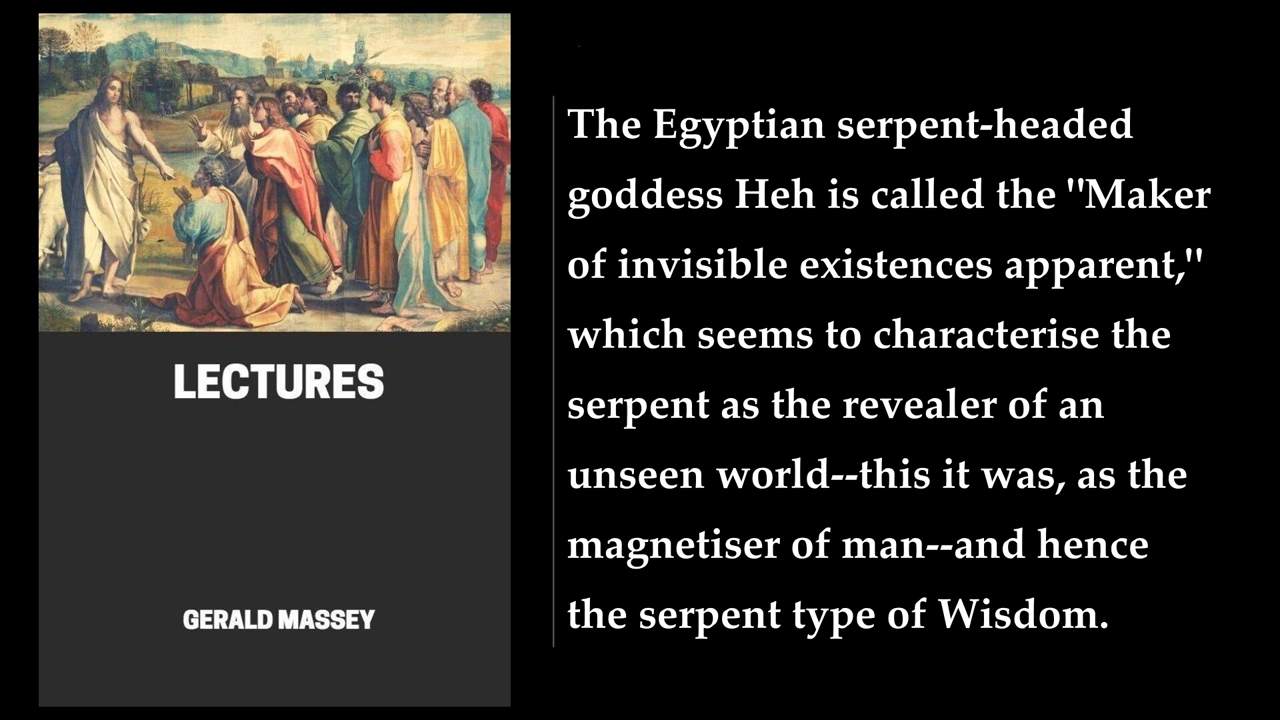 LECTURES
GERALD MASSEY
The Egyptian serpent-headed
goddess Heh is called the "Maker
of invisible existences apparent,"
which seems to characterise the
serpent as the revealer of an
unseen world--this it was, as the
magnetiser of man--and hence
the serpent type of Wisdom.